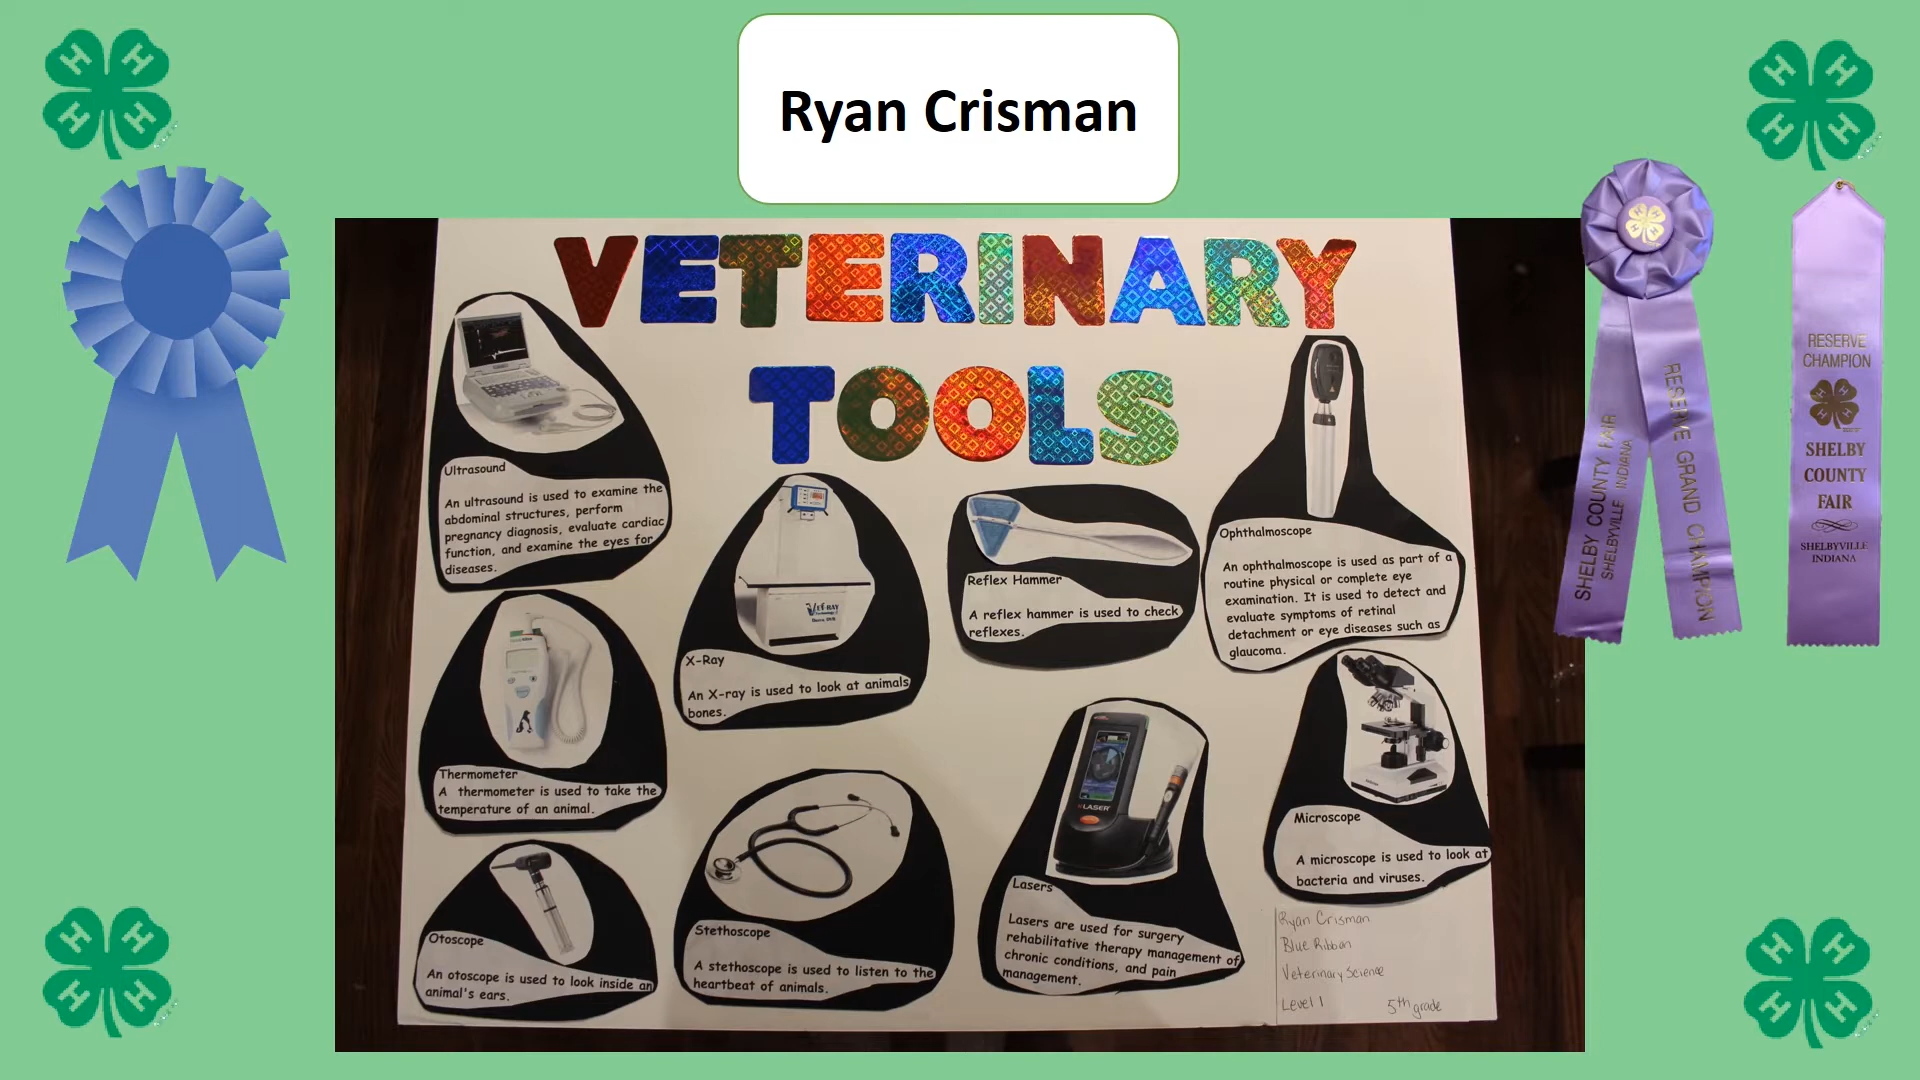 Ryan Crisman
VETERINARY
TOOLS
Ultrasound
An ultrasound is used to examine the
abdominal structures, perform
pregnancy diagnosis, evaluate cardiac
function, and examine the eyes for
diseases.
X-Ray
An X-ray is used to look at animals
bones.
Reflex Hammer
A reflex hammer is used to check
reflexes.
Ophthalmoscope
An ophthalmoscope is used as part of a
routine physical or complete eye
examination. It is used to detect and
evaluate symptoms of retinal
detachment or eye diseases such as
glaucoma.
Thermometer
A thermometer is used to take the
temperature of an animal.
Otoscope
An otoscope is used to look inside an
animal's ears.
Stethoscope
A stethoscope is used to listen to the
heartbeat of animals.
LASER
Lasers
Lasers are used for surgery
rehabilitative therapy management of
chronic conditions, and pain
management.
Microscope
A microscope is used to look at
bacteria and viruses.
Ryan Crisman
Blue Ribbon
Veterinary Science
Level 1 5th grade
SHELBY COUNTY FAIR
SHELBYVILLE INDIANA
RESERVE GRAND CHAMPION
RESERVE
CHAMPION
SHELBY
COUNTY
FAIR
SHELBYVILLE
INDIANA
H H
H H
H H
H H
H H
H H
H H
H H